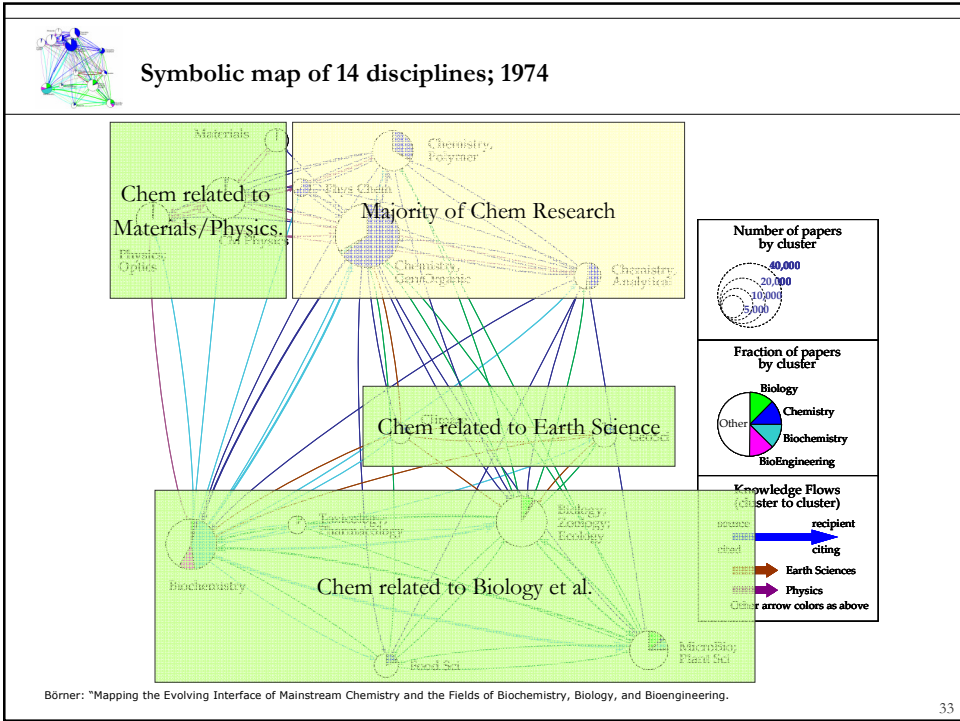 Symbolic map of 14 disciplines; 1974
Materials
Chemistry,
Polymer
Phys Chem
Chem related to
Materials/Physics.
Majority of Chem Research
CM Physics
Physics,
Optics
Chemistry,
Gen/Organic
Chemistry,
Analytical
Number of papers
by cluster
40,000
20,000
10,000
5,000
Fraction of papers
by cluster
Biology
Chemistry
Other
Biochemistry
BioEngineering
Chem related to Earth Science
GeoSci
Knowledge Flows
(cluster to cluster)
source
recipient
cited
citing
Earth Sciences
Physics
Other arrow colors as above
Toxicology;
Pharmacology
Biology;
Zoology;
Ecology
Biochemistry
Chem related to Biology et al.
Food Sci
MicroBio;
Plant Sci
Börner: “Mapping the Evolving Interface of Mainstream Chemistry and the Fields of Biochemistry, Biology, and Bioengineering.
33